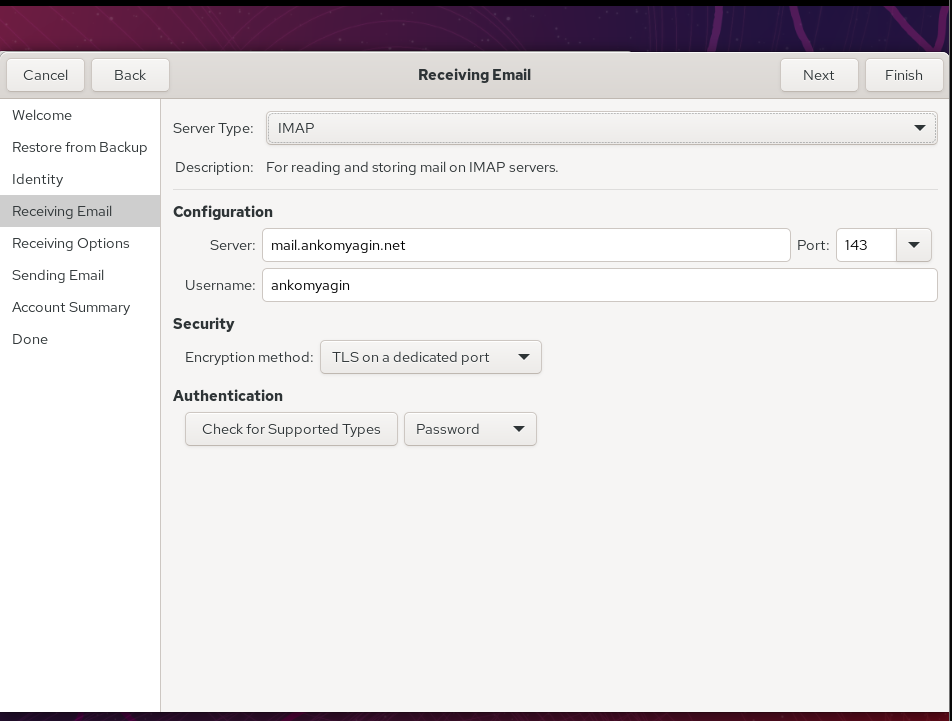 Cancel Back Receiving Email Next Finish
Welcome
Restore from Backup
Identity
Receiving Email
Receiving Options
Sending Email
Account Summary
Done
Server Type: IMAP
Description: For reading and storing mail on IMAP servers.
Configuration
Server: mail.ankomyagin.net Port: 143
Username: ankomyagin
Security
Encryption method: TLS on a dedicated port
Authentication
Check for Supported Types Password